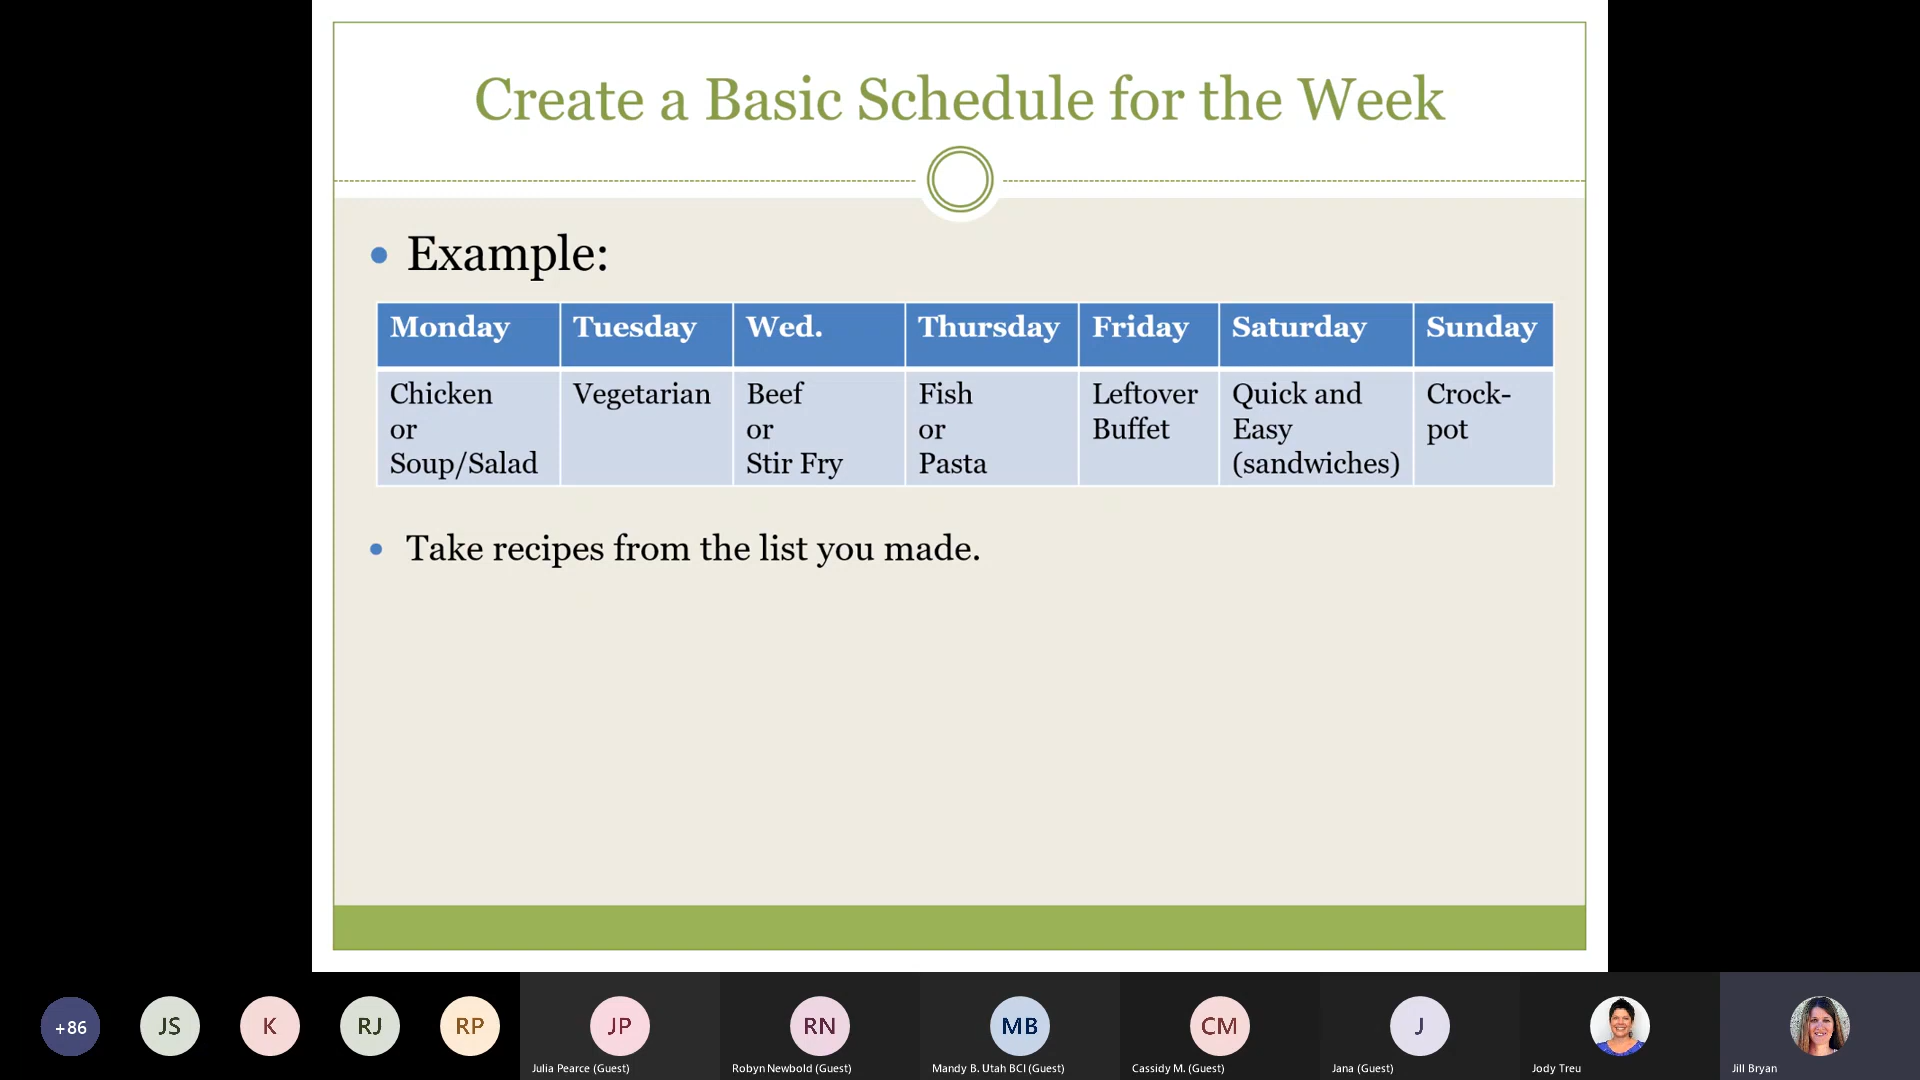 Create a Basic Schedule for the Week
Example:
Monday Tuesday Wed. Thursday Friday Saturday Sunday
Chicken
or
Soup/Salad
Vegetarian
Beef
or
Stir Fry
Fish
or
Pasta
Leftover
Buffet
Quick and
Easy
(sandwiches)
Crock-
pot
Take recipes from the list you made.
+86 JS K RJ RP JP RN MB CM J
Julia Pearce (Guest) Robyn Newbold (Guest) Mandy B. Utah BCI (Guest) Cassidy M. (Guest) Jana (Guest) Jody Treu Jill Bryan